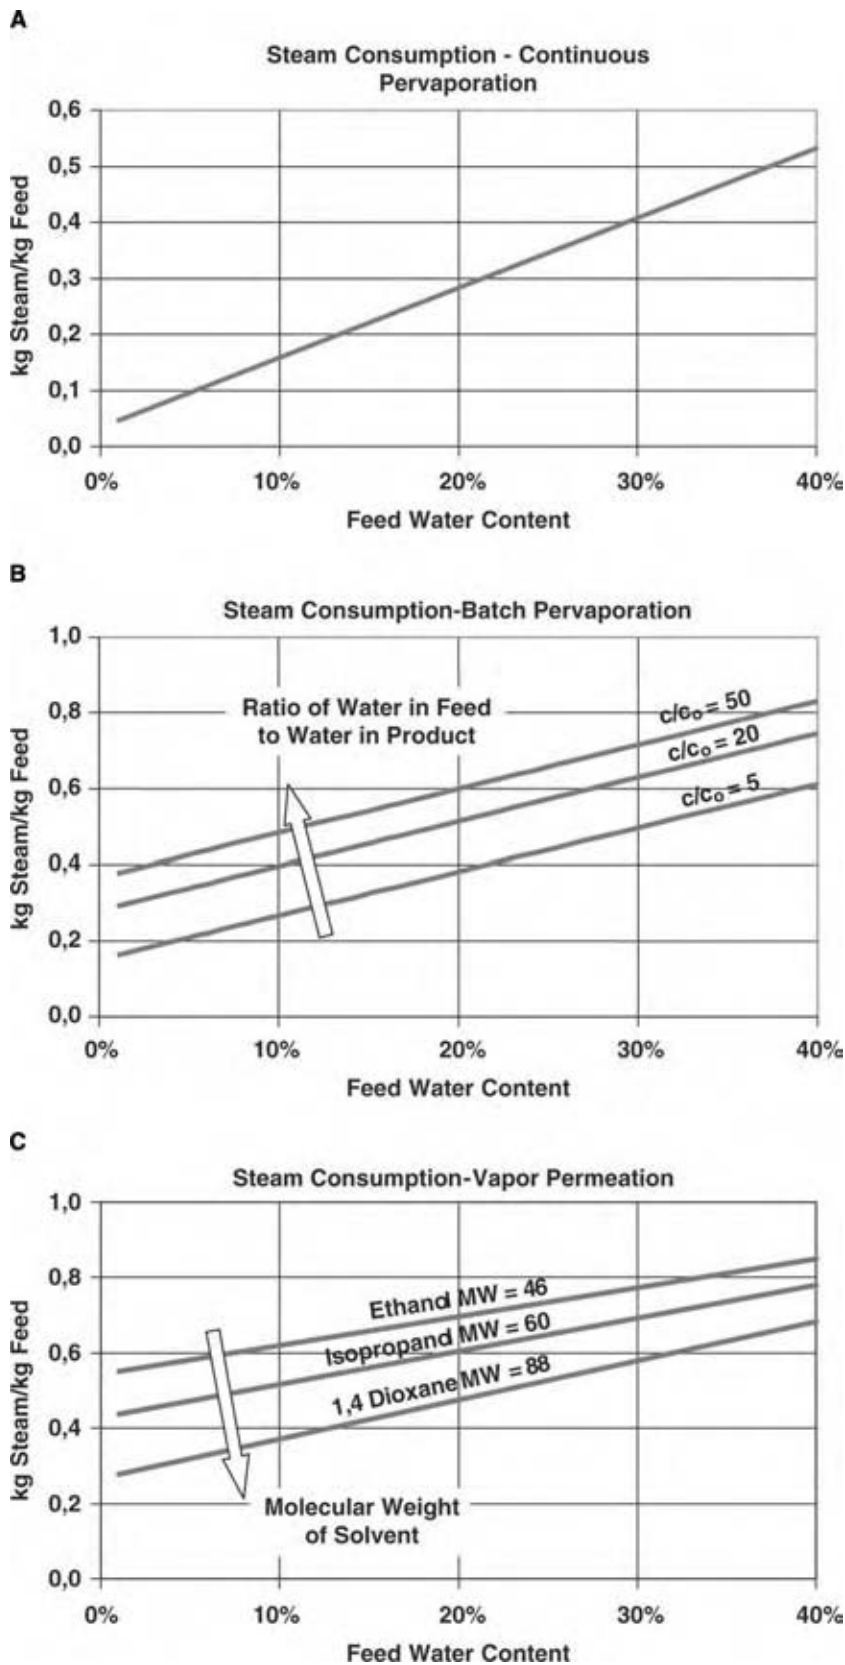 A
Steam Consumption - Continuous
Pervaporation
kg Steam/kg Feed
0,6
0,5
0,4
0,3
0,2
0,1
0,0
0%
10%
20%
30%
40%
Feed Water Content
B
Steam Consumption-Batch Pervaporation
kg Steam/kg Feed
1,0
0,8
0,6
0,4
0,2
0,0
Ratio of Water in Feed
to Water in Product
c/co = 50
c/co = 20
c/co = 5
0%
10%
20%
30%
40%
Feed Water Content
C
Steam Consumption-Vapor Permeation
kg Steam/kg Feed
1,0
0,8
0,6
0,4
0,2
0,0
Ethanol MW = 46
Isopropanol MW = 60
1,4 Dioxane MW = 88
Molecular Weight
of Solvent
0%
10%
20%
30%
40%
Feed Water Content